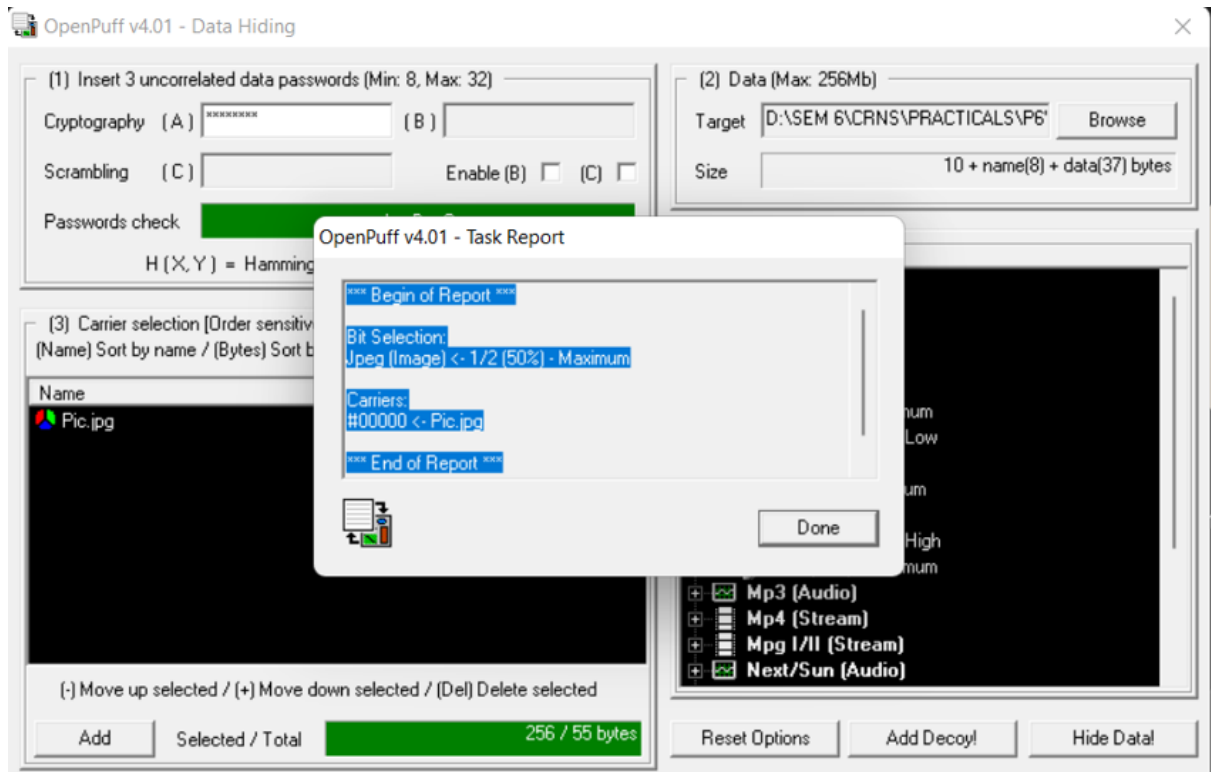 OpenPuff v4.01 - Data Hiding
(1) Insert 3 uncorrelated data passwords (Min: 8, Max: 32)
Cryptography (A) ******** (B)
Scrambling (C) Enable (B) (C)
Passwords check
H (X, Y) = Hamming
(2) Data (Max: 256Mb)
Target D:\SEM 6\CRNS\PRACTICALS\P6 Browse
Size 10 + name(8) + data(37) bytes
(3) Carrier selection [Order sensitiv
(Name) Sort by name / (Bytes) Sort b
Name
Pic.jpg
OpenPuff v4.01 - Task Report
*** Begin of Report ***
Bit Selection:
Jpeg (Image) <- 1/2 (50%) - Maximum
Carriers:
#00000 <- Pic.jpg
*** End of Report ***
Done
num
Low
um
High
mum
Mp3 (Audio)
Mp4 (Stream)
Mpg I/II (Stream)
Next/Sun (Audio)
(-) Move up selected / (+) Move down selected / (Del) Delete selected
Add Selected / Total 256 / 55 bytes
Reset Options Add Decoy! Hide Data!